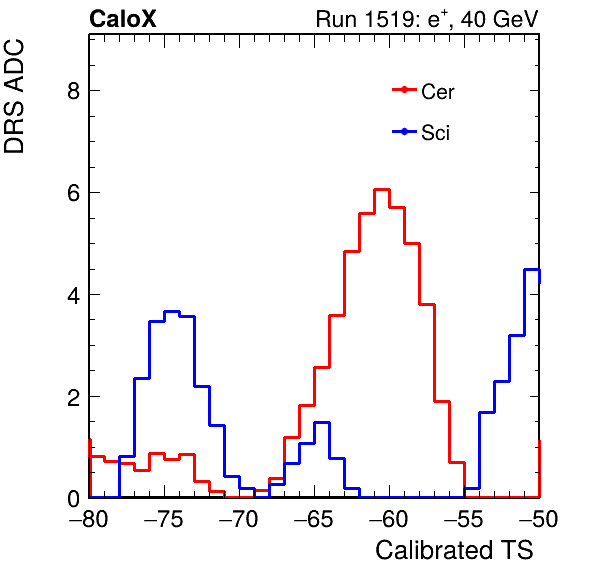 CaloX Run 1519: e⁺, 40 GeV
DRS ADC
Cer
Sci
8
6
4
2
0
−80 −75 −70 −65 −60 −55 −50
Calibrated TS